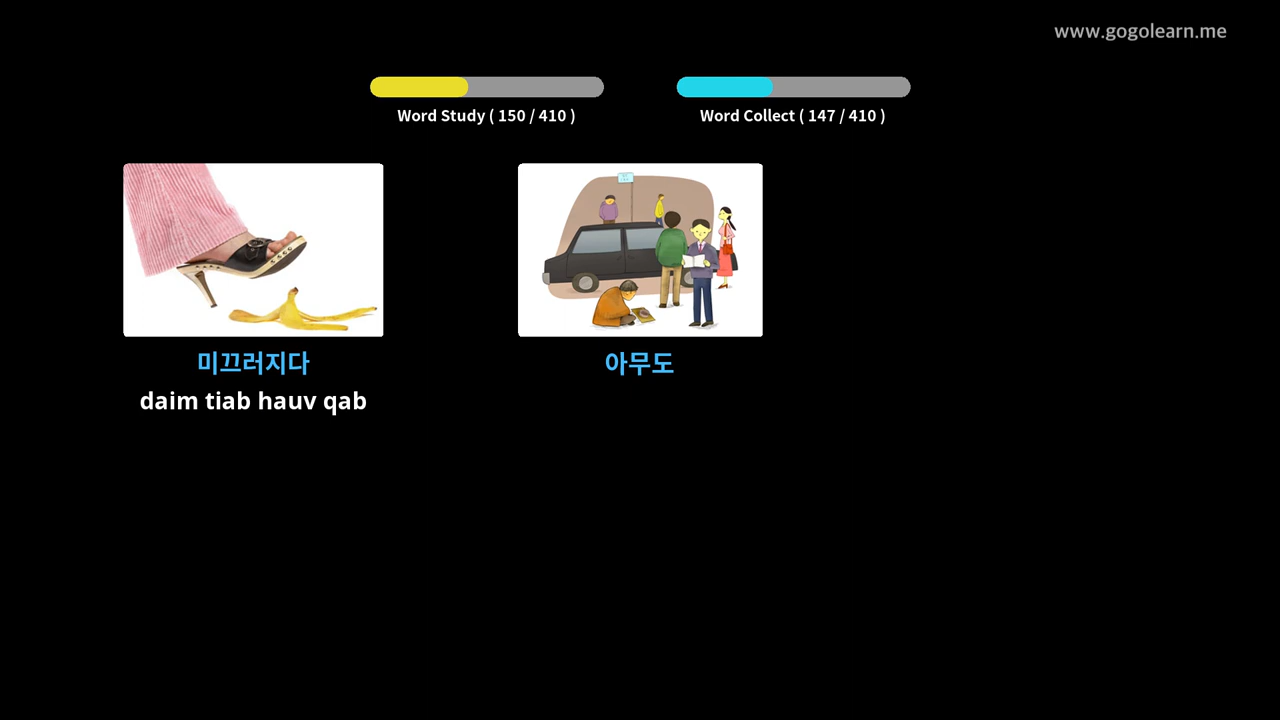 www.gogolearn.me
Word Study ( 150 / 410 )
Word Collect ( 147 / 410 )
미끄러지다
아무도
daim tiab hauv qab